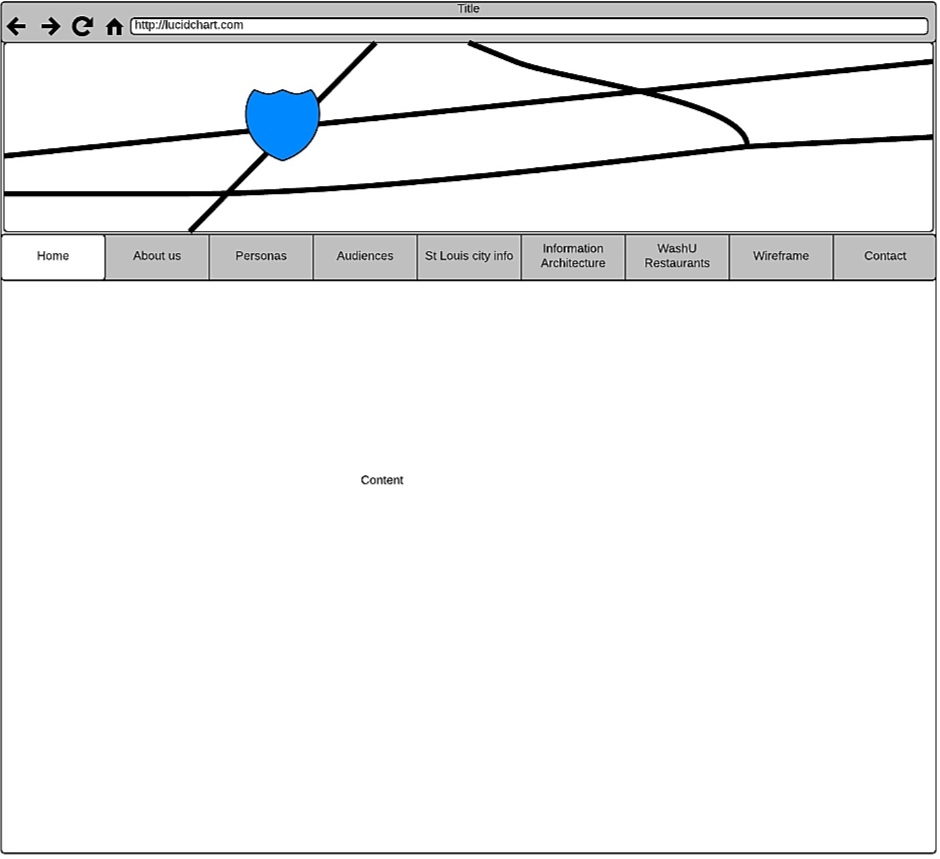 Title
http://lucidchart.com
Home
About us
Personas
Audiences
St Louis city info
Information
Architecture
WashU
Restaurants
Wireframe
Contact
Content